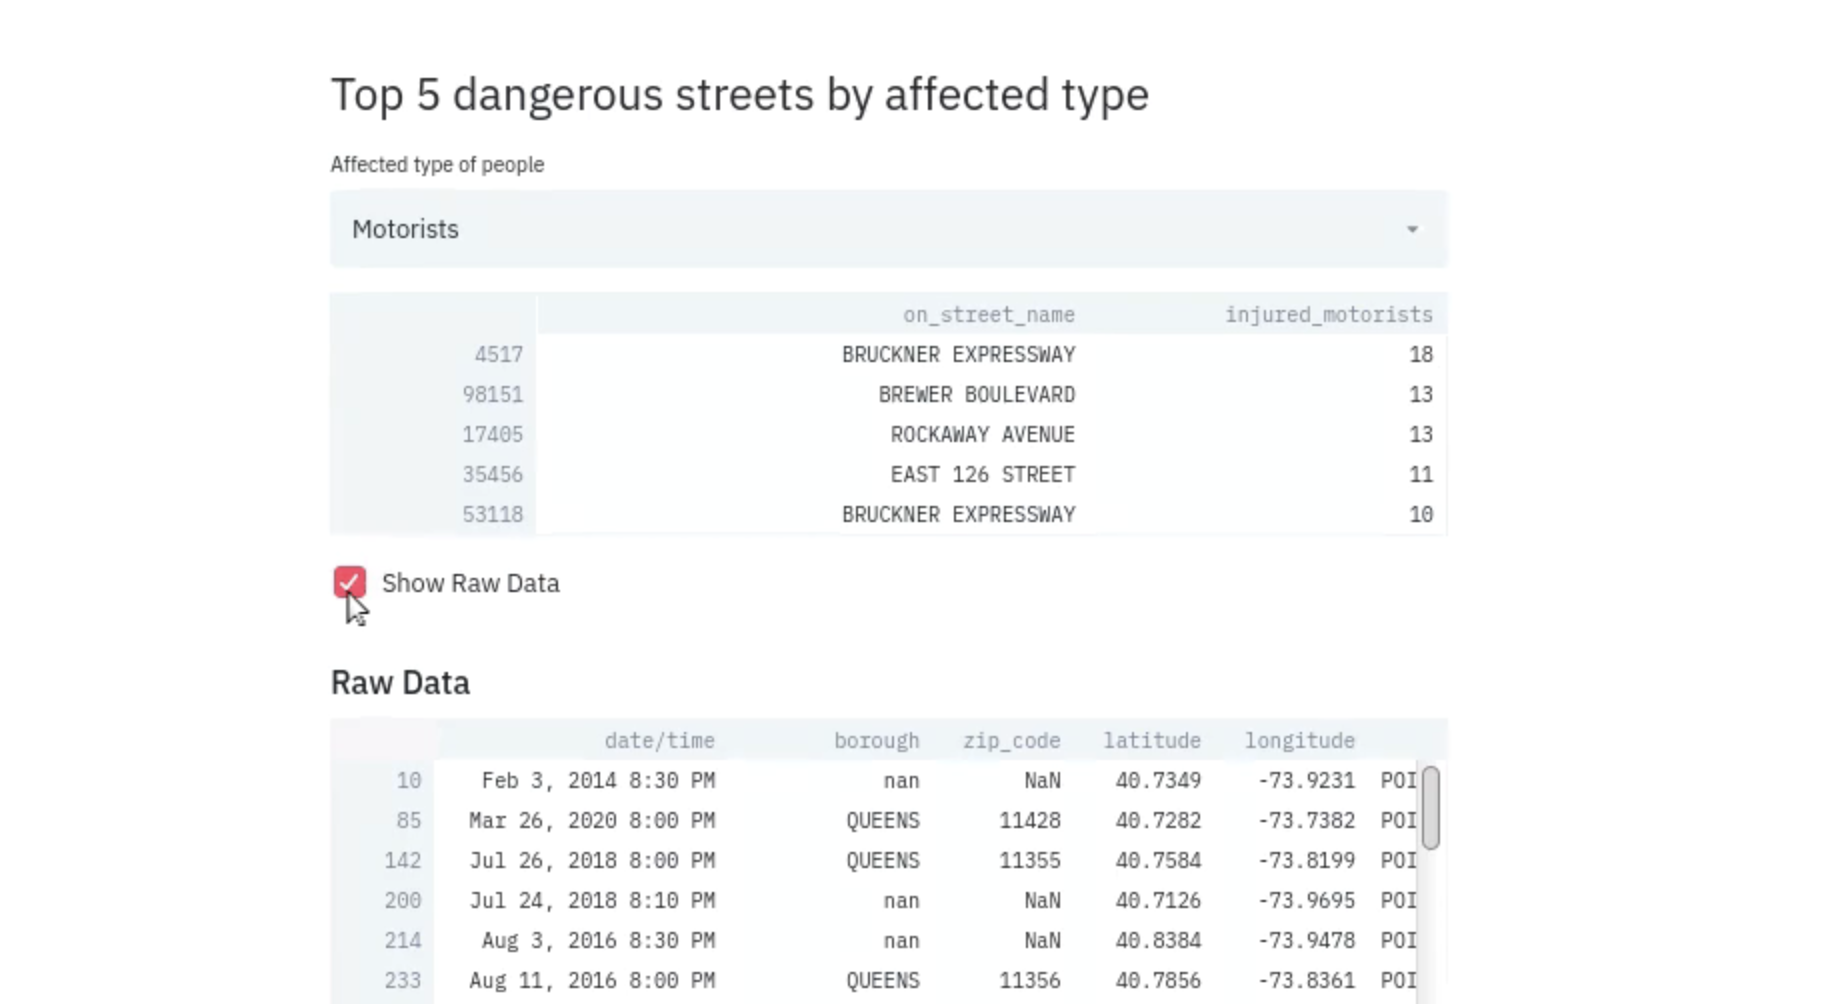 Top 5 dangerous streets by affected type
Affected type of people
Motorists
on_street_name injured_motorists
4517 BRUCKNER EXPRESSWAY 18
98151 BREWER BOULEVARD 13
17405 ROCKAWAY AVENUE 13
35456 EAST 126 STREET 11
53118 BRUCKNER EXPRESSWAY 10
Show Raw Data
Raw Data
date/time borough zip_code latitude longitude
10 Feb 3, 2014 8:30 PM nan NaN 40.7349 -73.9231 POI
85 Mar 26, 2020 8:00 PM QUEENS 11428 40.7282 -73.7382 POI
142 Jul 26, 2018 8:00 PM QUEENS 11355 40.7584 -73.8199 POI
200 Jul 24, 2018 8:10 PM nan NaN 40.7126 -73.9695 POI
214 Aug 3, 2016 8:30 PM nan NaN 40.8384 -73.9478 POI
233 Aug 11, 2016 8:00 PM QUEENS 11356 40.7856 -73.8361 POI